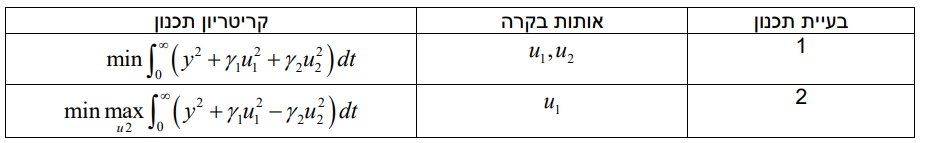 בעיית תכנון	אותות בקרה	קריטריון תכנון
1	u₁,u₂	min ∫₀^∞ (y² + γ₁u₁² + γ₂u₂²) dt
2	u₁	min max_{u2} ∫₀^∞ (y² + γ₁u₁² − γ₂u₂²) dt